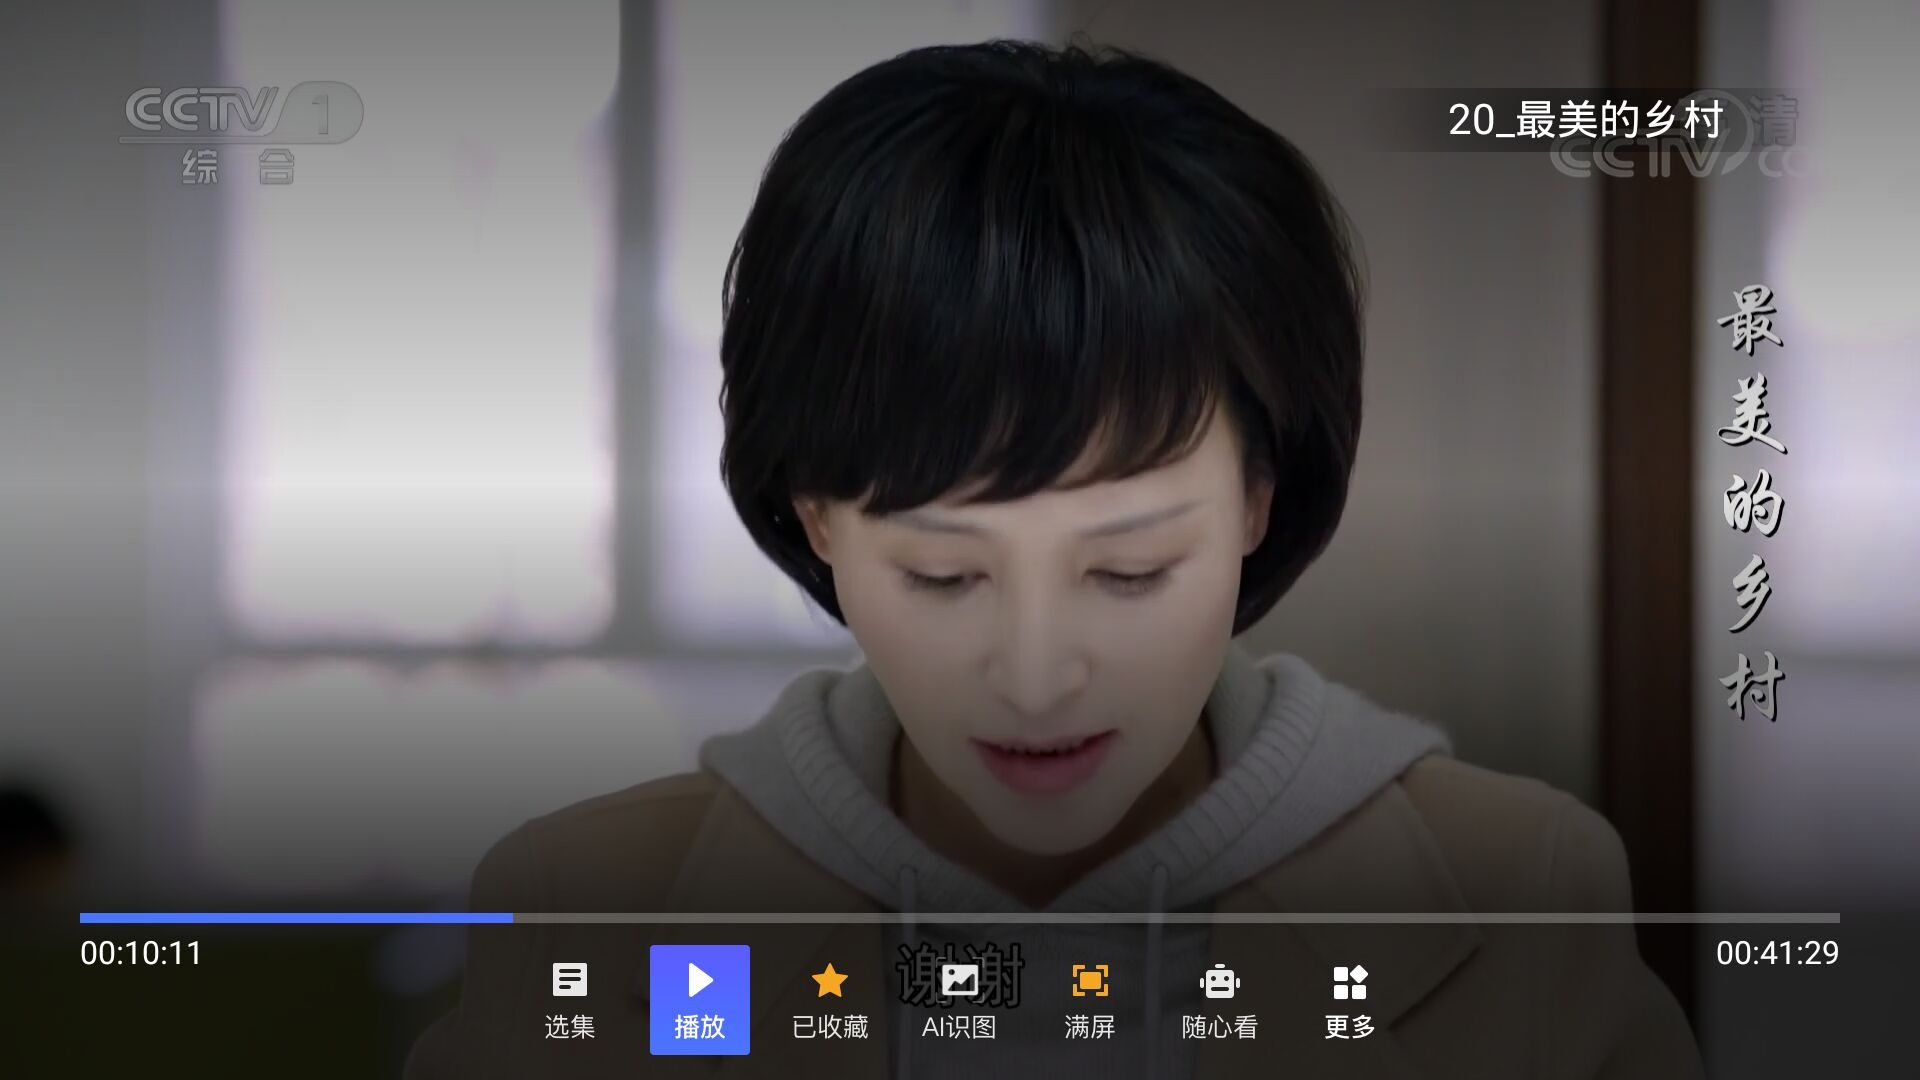 CCTV 1
综 合
20_最美的乡村
清
CCTV
最美的乡村
谢谢
00:10:11
00:41:29
选集
播放
已收藏
AI识图
满屏
随心看
更多